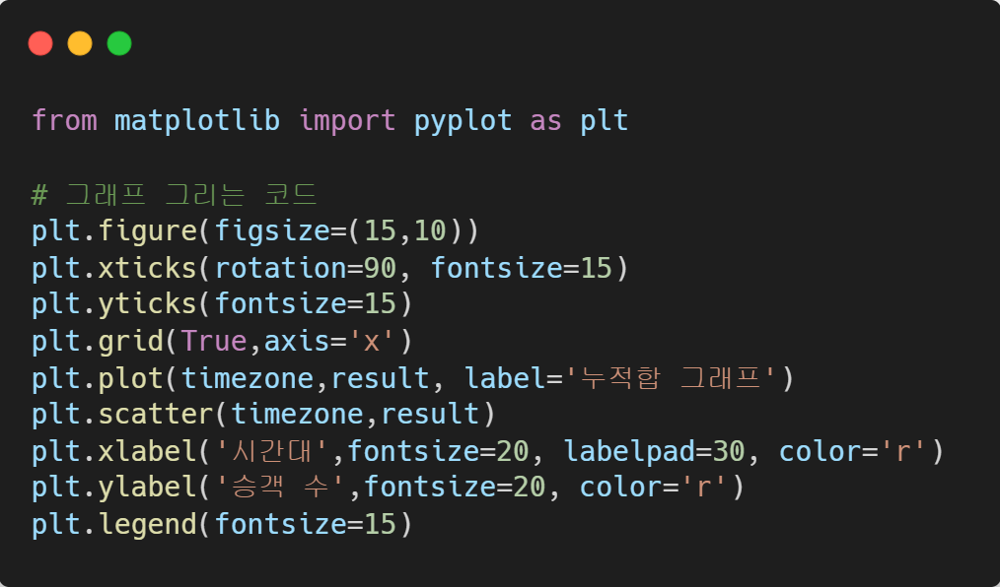 from matplotlib import pyplot as plt
# 그래프 그리는 코드
plt.figure(figsize=(15,10))
plt.xticks(rotation=90, fontsize=15)
plt.yticks(fontsize=15)
plt.grid(True,axis='x')
plt.plot(timezone,result, label='누적합 그래프')
plt.scatter(timezone,result)
plt.xlabel('시간대',fontsize=20, labelpad=30, color='r')
plt.ylabel('승객 수',fontsize=20, color='r')
plt.legend(fontsize=15)